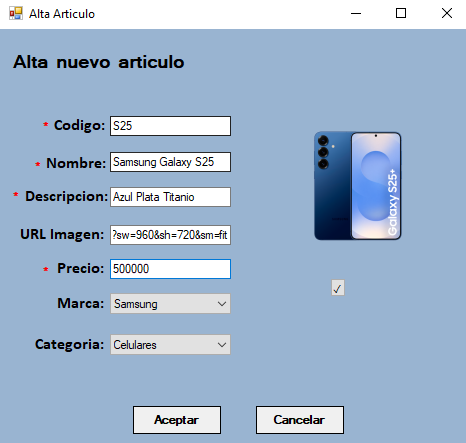 Alta Articulo
Alta nuevo articulo
* Codigo: S25
* Nombre: Samsung Galaxy S25
* Descripcion: Azul Plata Titanio
URL Imagen: ?sw=960&sh=720&sm=fit
* Precio: 500000
Marca: Samsung
Categoria: Celulares
Galaxy S25+
Aceptar Cancelar